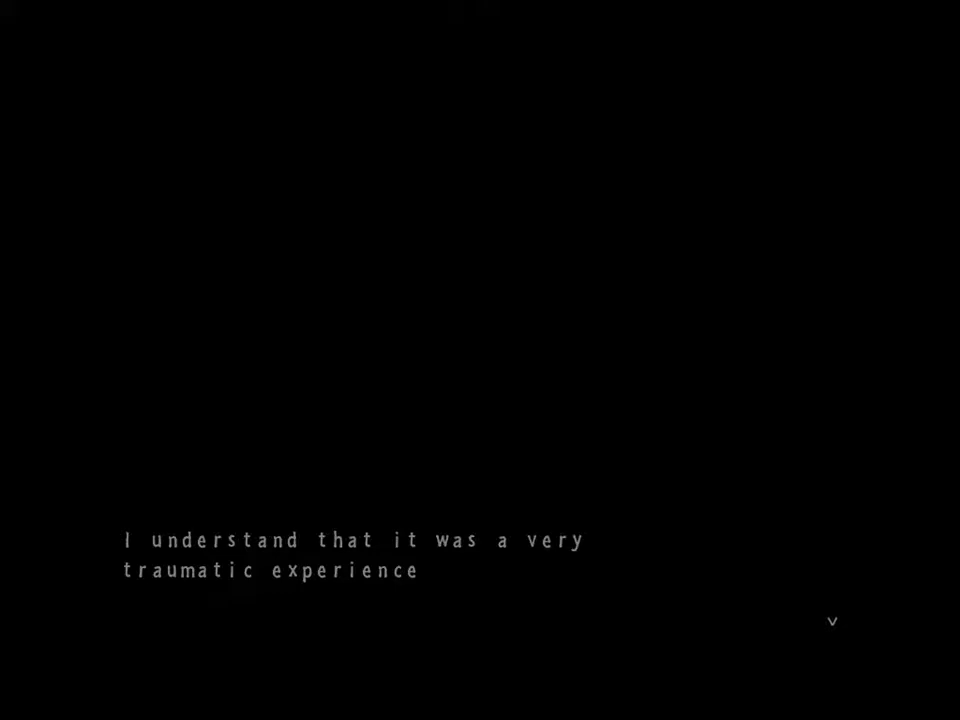 I understand that it was a very
traumatic experience
v